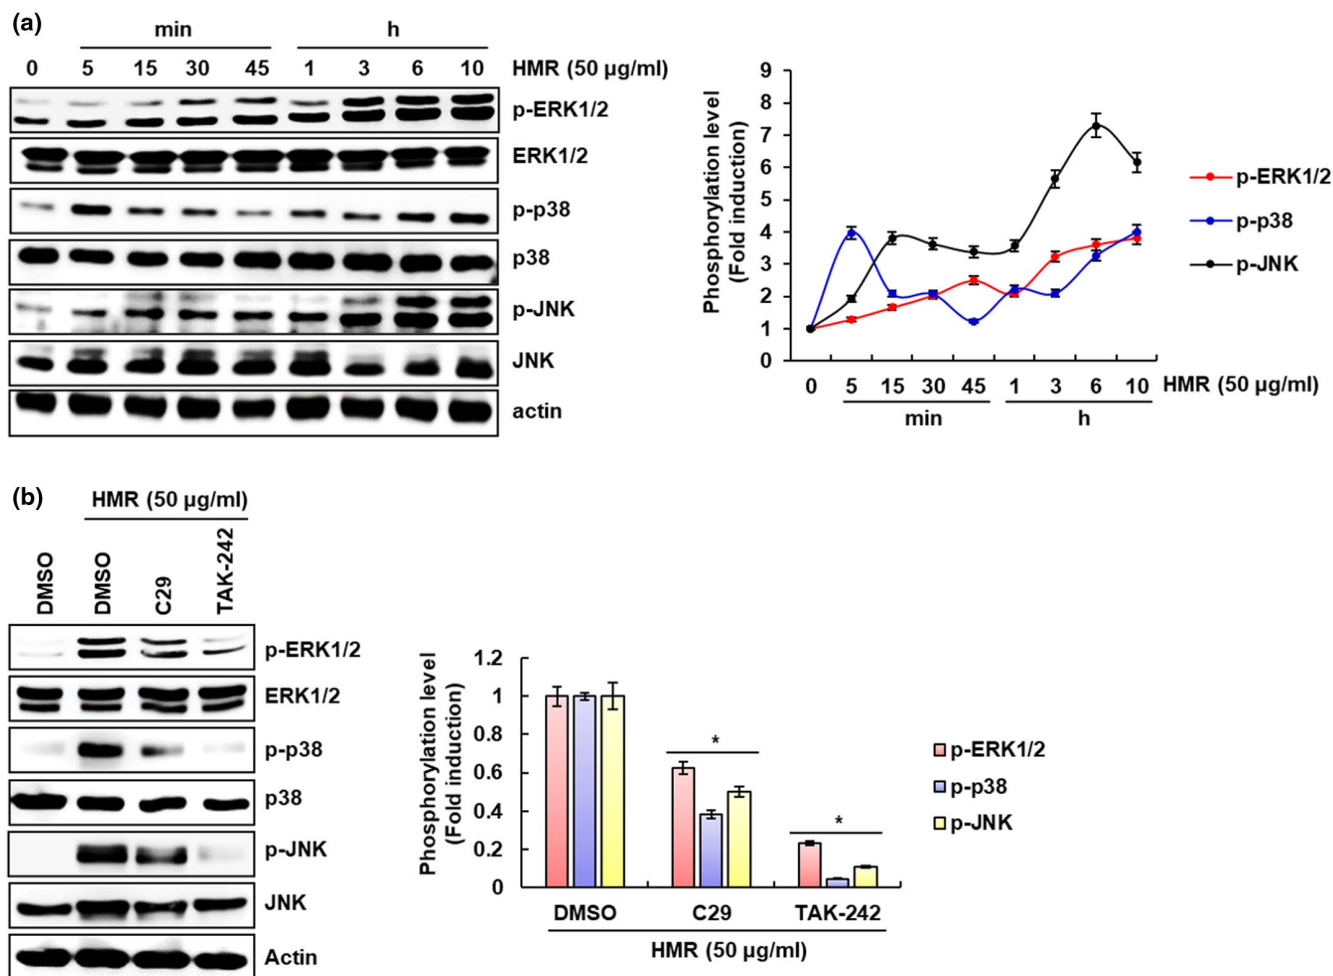 (a)
min h
0 5 15 30 45 1 3 6 10 HMR (50 µg/ml)
p-ERK1/2
ERK1/2
p-p38
p38
p-JNK
JNK
actin
Phosphorylation level
(Fold induction)
9
8
7
6
5
4
3
2
1
0
0 5 15 30 45 1 3 6 10 HMR (50 µg/ml)
min h
p-ERK1/2
p-p38
p-JNK
(b)
HMR (50 µg/ml)
DMSO DMSO C29 TAK-242
p-ERK1/2
ERK1/2
p-p38
p38
p-JNK
JNK
Actin
Phosphorylation level
(Fold induction)
1.2
1
0.8
0.6
0.4
0.2
0
* *
DMSO C29 TAK-242
HMR (50 µg/ml)
p-ERK1/2
p-p38
p-JNK